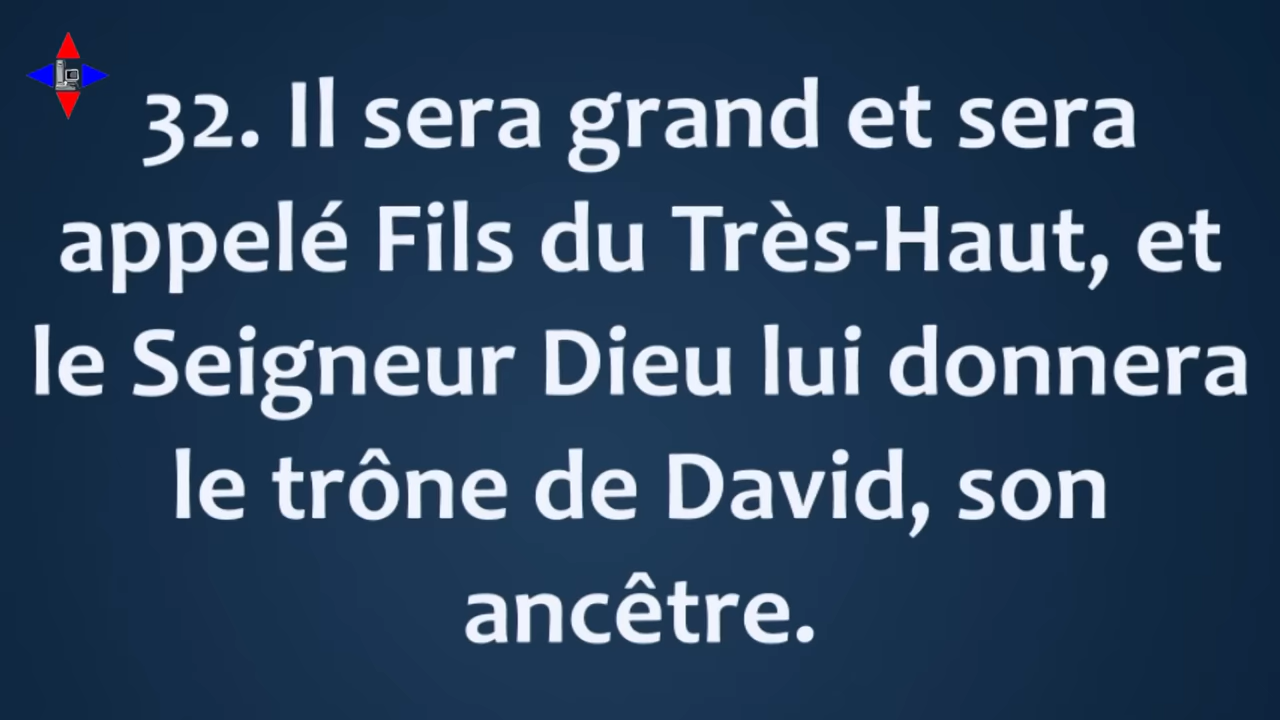 32. Il sera grand et sera
appelé Fils du Très-Haut, et
le Seigneur Dieu lui donnera
le trône de David, son
ancêtre.